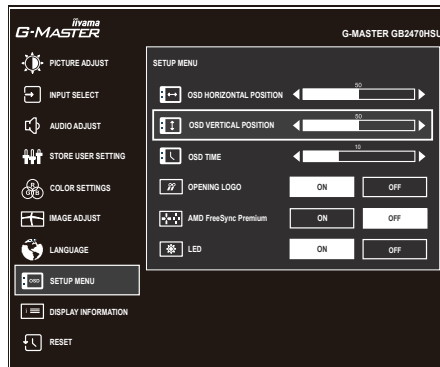 iiyama
G-MASTER
G-MASTER GB2470HSU
PICTURE ADJUST
INPUT SELECT
AUDIO ADJUST
STORE USER SETTING
COLOR SETTINGS
IMAGE ADJUST
LANGUAGE
OSD
SETUP MENU
DISPLAY INFORMATION
RESET
SETUP MENU
OSD HORIZONTAL POSITION
50
OSD VERTICAL POSITION
50
OSD TIME
10
OPENING LOGO ON OFF
AMD FreeSync Premium ON OFF
LED ON OFF